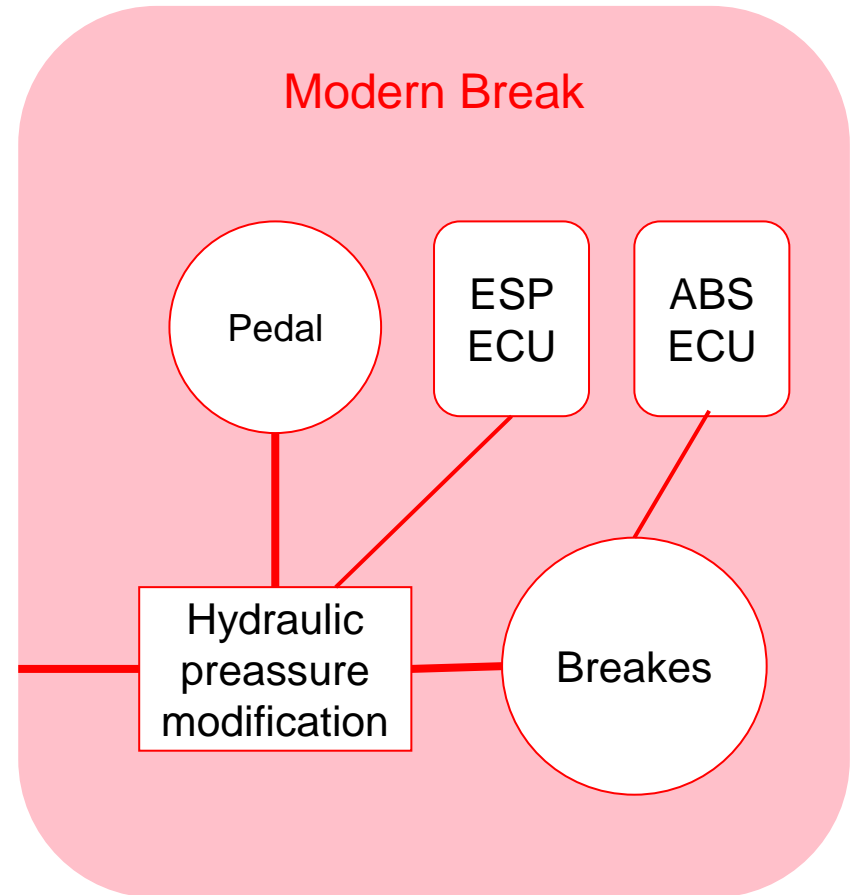 Modern Break
Pedal
ESP
ECU
ABS
ECU
Hydraulic
preassure
modification
Breakes